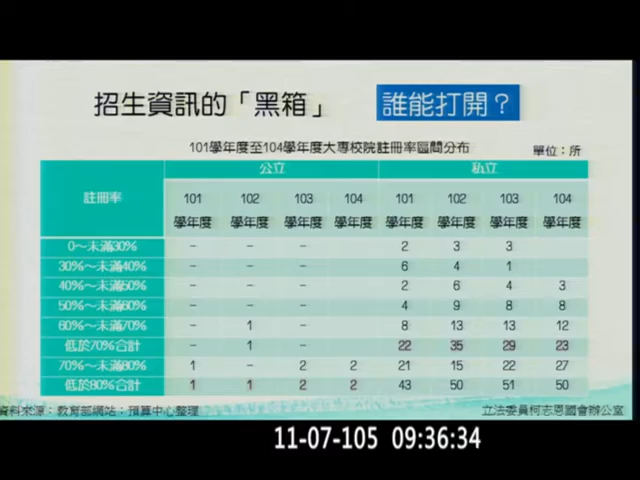 招生資訊的「黑箱」 誰能打開？
101學年度至104學年度大專校院註冊率區間分布
單位：所
註冊率 公立 私立
101 102 103 104 101 102 103 104
學年度 學年度 學年度 學年度 學年度 學年度 學年度 學年度
0～未滿30% - - - 2 3 3
30%～未滿40% - - - 6 4 1
40%～未滿50% - - - - 2 6 4 3
50%～未滿60% - - - - 4 9 8 8
60%～未滿70% - 1 - - 8 13 13 12
低於70%合計 - 1 - - 22 35 29 23
70%～未滿80% 1 - 2 2 21 15 22 27
低於80%合計 1 1 2 2 43 50 51 50
資料來源：教育部網站；預算中心整理
立法委員柯志恩國會辦公室
11-07-105 09:36:34